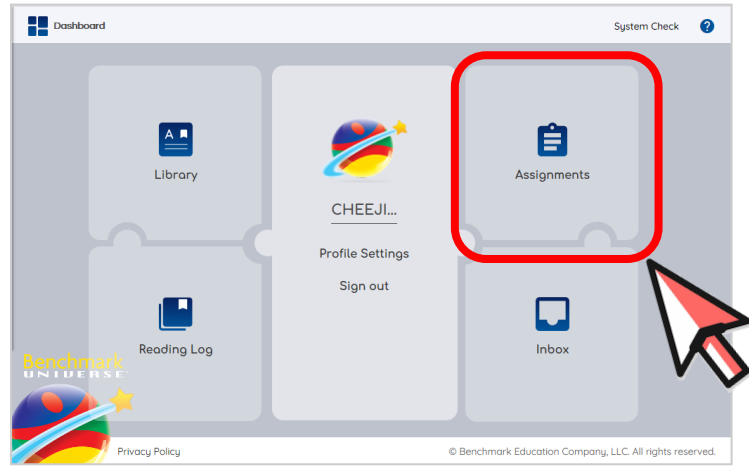 Dashboard
System Check
?
A
Library
CHEEJI...
Profile Settings
Sign out
Assignments
Reading Log
Inbox
Benchmark
UNIVERSE
Privacy Policy
© Benchmark Education Company, LLC. All rights reserved.